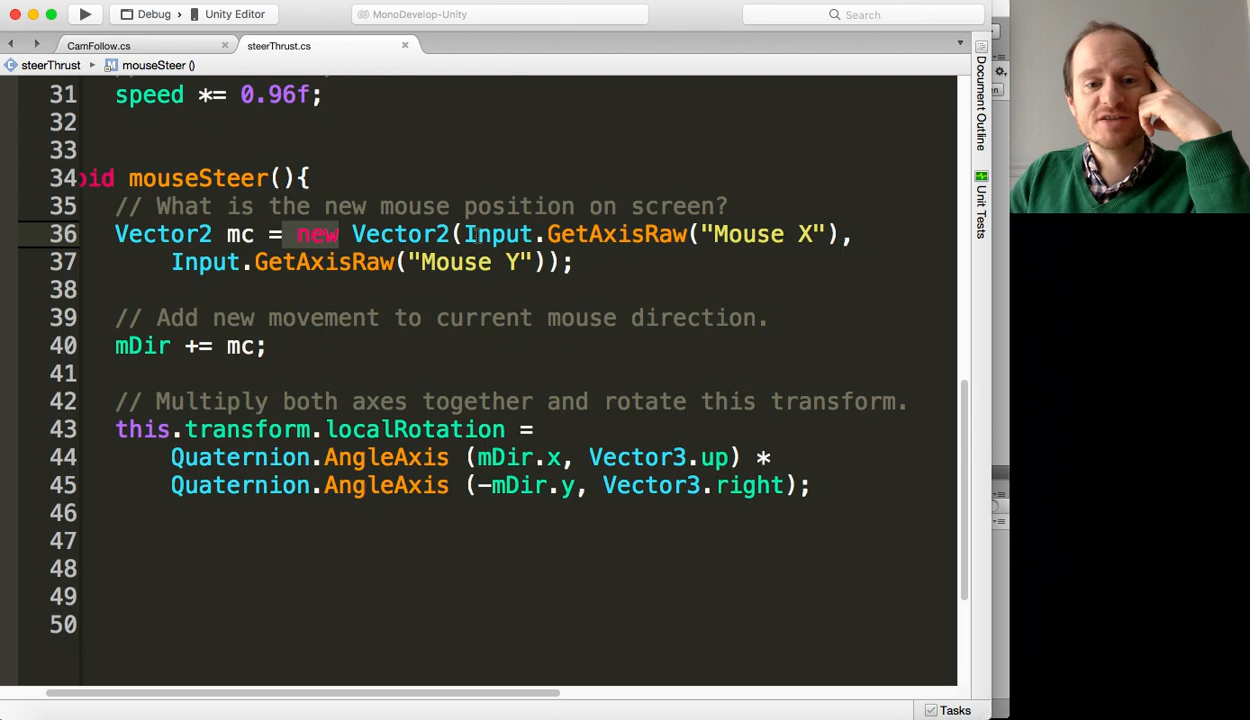 Debug › Unity Editor
MonoDevelop-Unity
Search
CamFollow.cs
steerThrust.cs
steerThrust
mouseSteer ()
31 speed *= 0.96f;
32
33
34 oid mouseSteer(){
35 // What is the new mouse position on screen?
36 Vector2 mc = new Vector2(Input.GetAxisRaw("Mouse X"),
37 Input.GetAxisRaw("Mouse Y"));
38
39 // Add new movement to current mouse direction.
40 mDir += mc;
41
42 // Multiply both axes together and rotate this transform.
43 this.transform.localRotation =
44 Quaternion.AngleAxis (mDir.x, Vector3.up) *
45 Quaternion.AngleAxis (-mDir.y, Vector3.right);
46
47
48
49
50
Document Outline
Unit Tests
Tasks